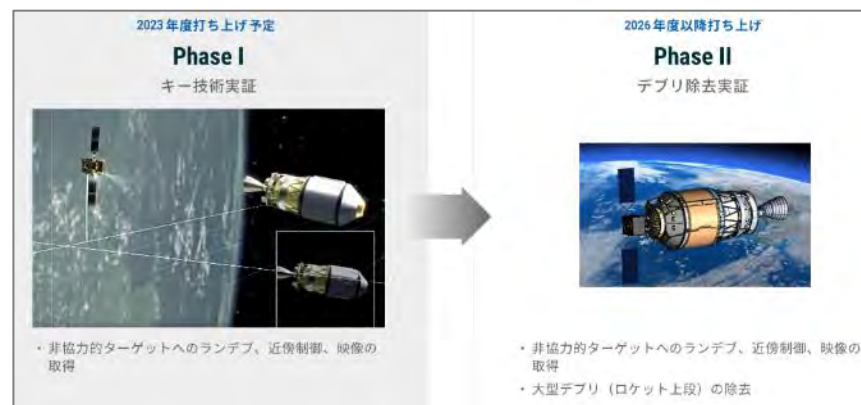 2023年度打ち上げ予定
Phase I
キー技術実証
・非協力的ターゲットへのランデブ、近傍制御、映像の
取得
2026年度以降打ち上げ
Phase II
デブリ除去実証
・非協力的ターゲットへのランデブ、近傍制御、映像の
取得
・大型デブリ（ロケット上段）の除去